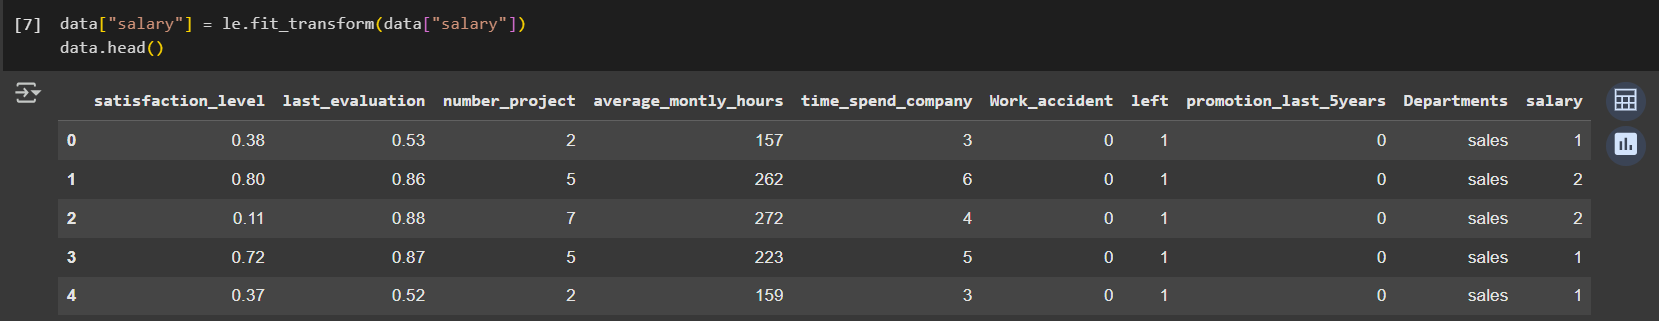 [7] data["salary"] = le.fit_transform(data["salary"])
data.head()
satisfaction_level last_evaluation number_project average_montly_hours time_spend_company Work_accident left promotion_last_5years Departments salary
0 0.38 0.53 2 157 3 0 1 0 sales 1
1 0.80 0.86 5 262 6 0 1 0 sales 2
2 0.11 0.88 7 272 4 0 1 0 sales 2
3 0.72 0.87 5 223 5 0 1 0 sales 1
4 0.37 0.52 2 159 3 0 1 0 sales 1